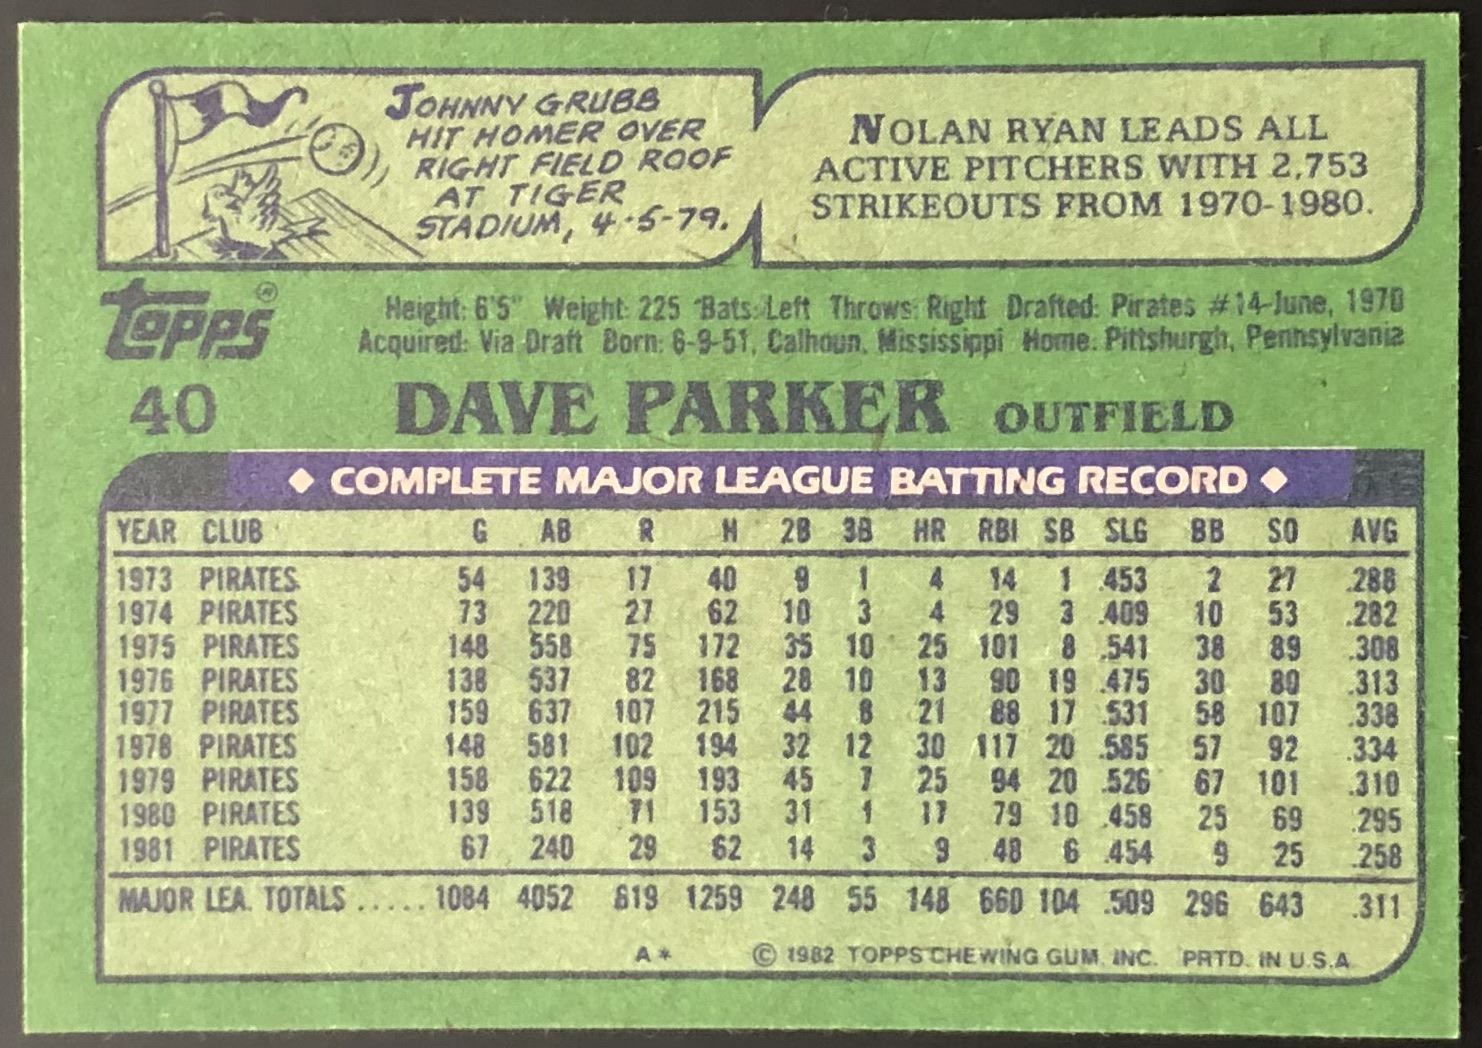 JOHNNY GRUBB
HIT HOMER OVER
RIGHT FIELD ROOF
AT TIGER
STADIUM, 4-5-79.
NOLAN RYAN LEADS ALL
ACTIVE PITCHERS WITH 2,753
STRIKEOUTS FROM 1970-1980.
TOPPS®
Height: 6'5" Weight: 225 Bats: Left Throws: Right Drafted: Pirates #14-June, 1970
Acquired: Via Draft Born: 6-9-51, Calhoun, Mississippi Home: Pittsburgh, Pennsylvania
40 DAVE PARKER OUTFIELD
◆ COMPLETE MAJOR LEAGUE BATTING RECORD ◆
YEAR CLUB G AB R H 2B 3B HR RBI SB SLG BB SO AVG
1973 PIRATES 54 139 17 40 9 1 4 14 1 .453 2 27 .288
1974 PIRATES 73 220 27 62 10 3 4 29 3 .409 10 53 .282
1975 PIRATES 148 558 75 172 35 10 25 101 8 .541 38 89 .308
1976 PIRATES 138 537 82 168 28 10 13 90 19 .475 30 80 .313
1977 PIRATES 159 637 107 215 44 8 21 88 17 .531 58 107 .338
1978 PIRATES 148 581 102 194 32 12 30 117 20 .585 57 92 .334
1979 PIRATES 158 622 109 193 45 7 25 94 20 .526 67 101 .310
1980 PIRATES 139 518 71 153 31 1 17 79 10 .458 25 69 .295
1981 PIRATES 67 240 29 62 14 3 9 48 6 .454 9 25 .258
MAJOR LEA. TOTALS ..... 1084 4052 619 1259 248 55 148 660 104 .509 296 643 .311
A* © 1982 TOPPS CHEWING GUM, INC. PRTD. IN U.S.A.